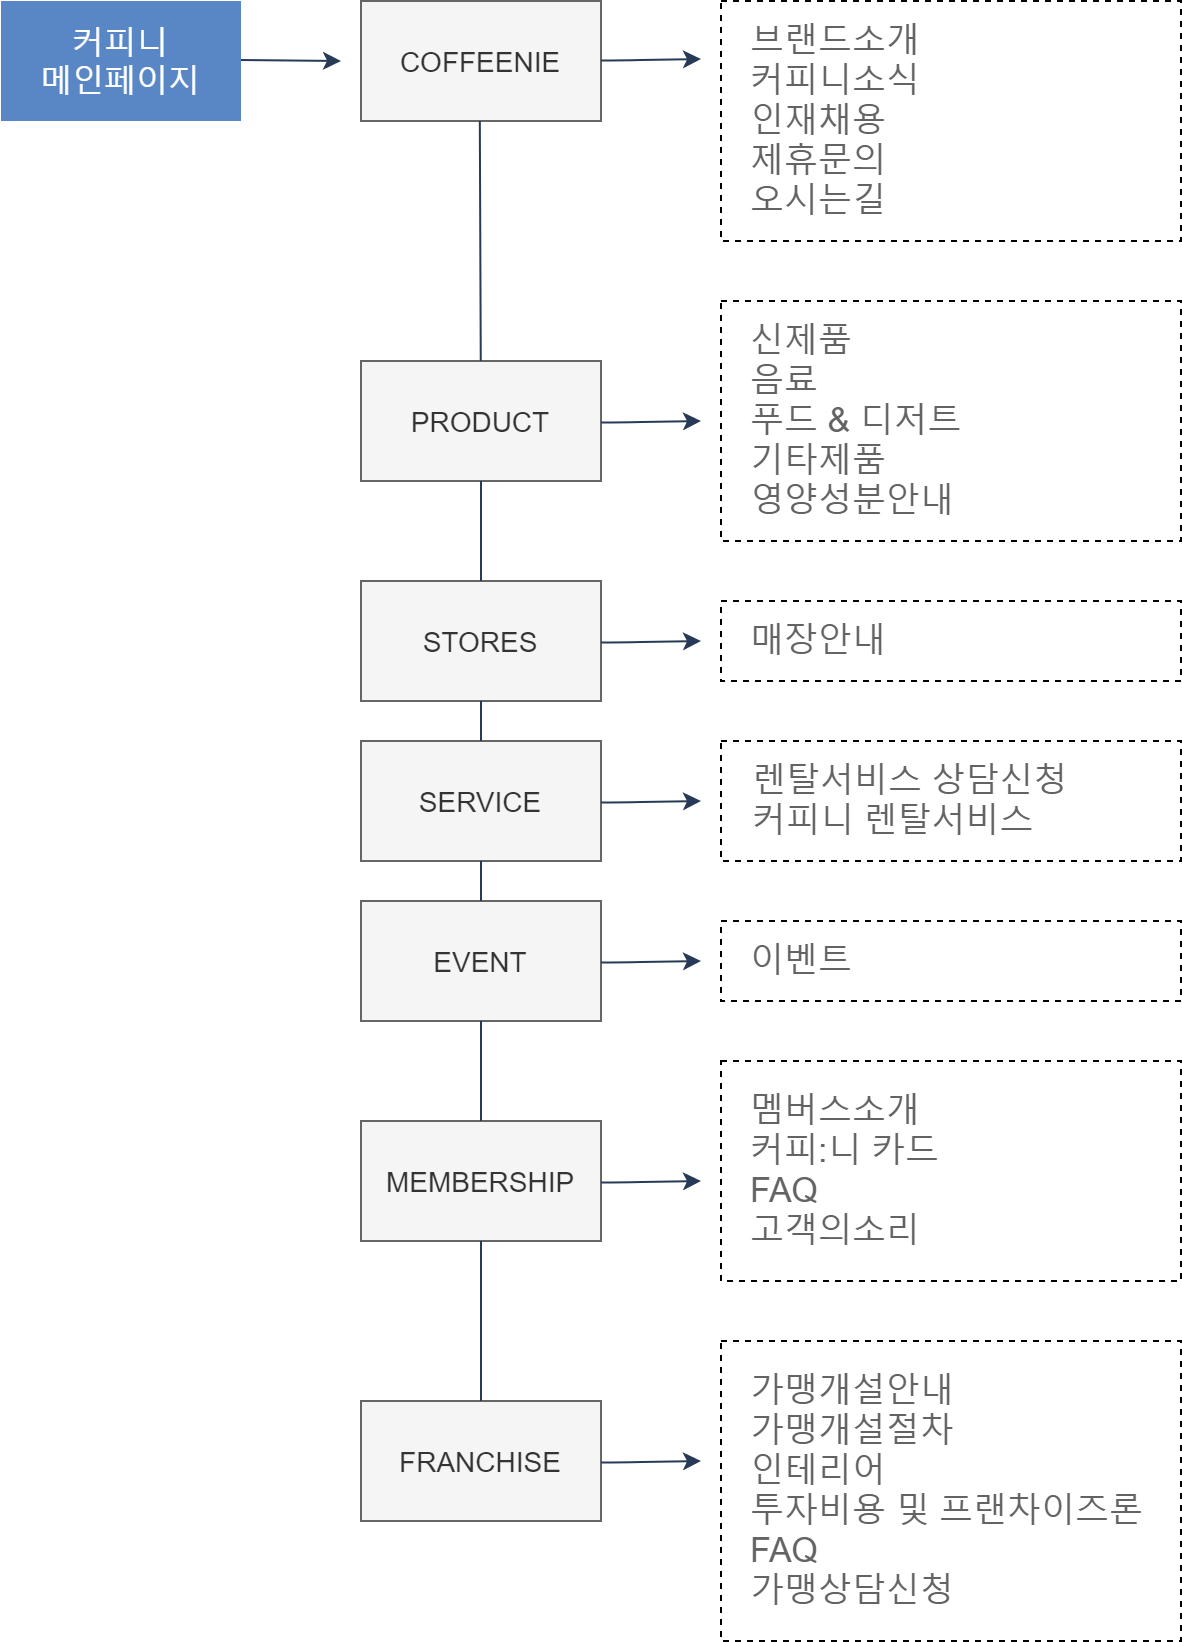 커피니
메인페이지
COFFEENIE
브랜드소개
커피니소식
인재채용
제휴문의
오시는길
PRODUCT
신제품
음료
푸드 & 디저트
기타제품
영양성분안내
STORES
매장안내
SERVICE
렌탈서비스 상담신청
커피니 렌탈서비스
EVENT
이벤트
MEMBERSHIP
멤버스소개
커피:니 카드
FAQ
고객의소리
FRANCHISE
가맹개설안내
가맹개설절차
인테리어
투자비용 및 프랜차이즈론
FAQ
가맹상담신청